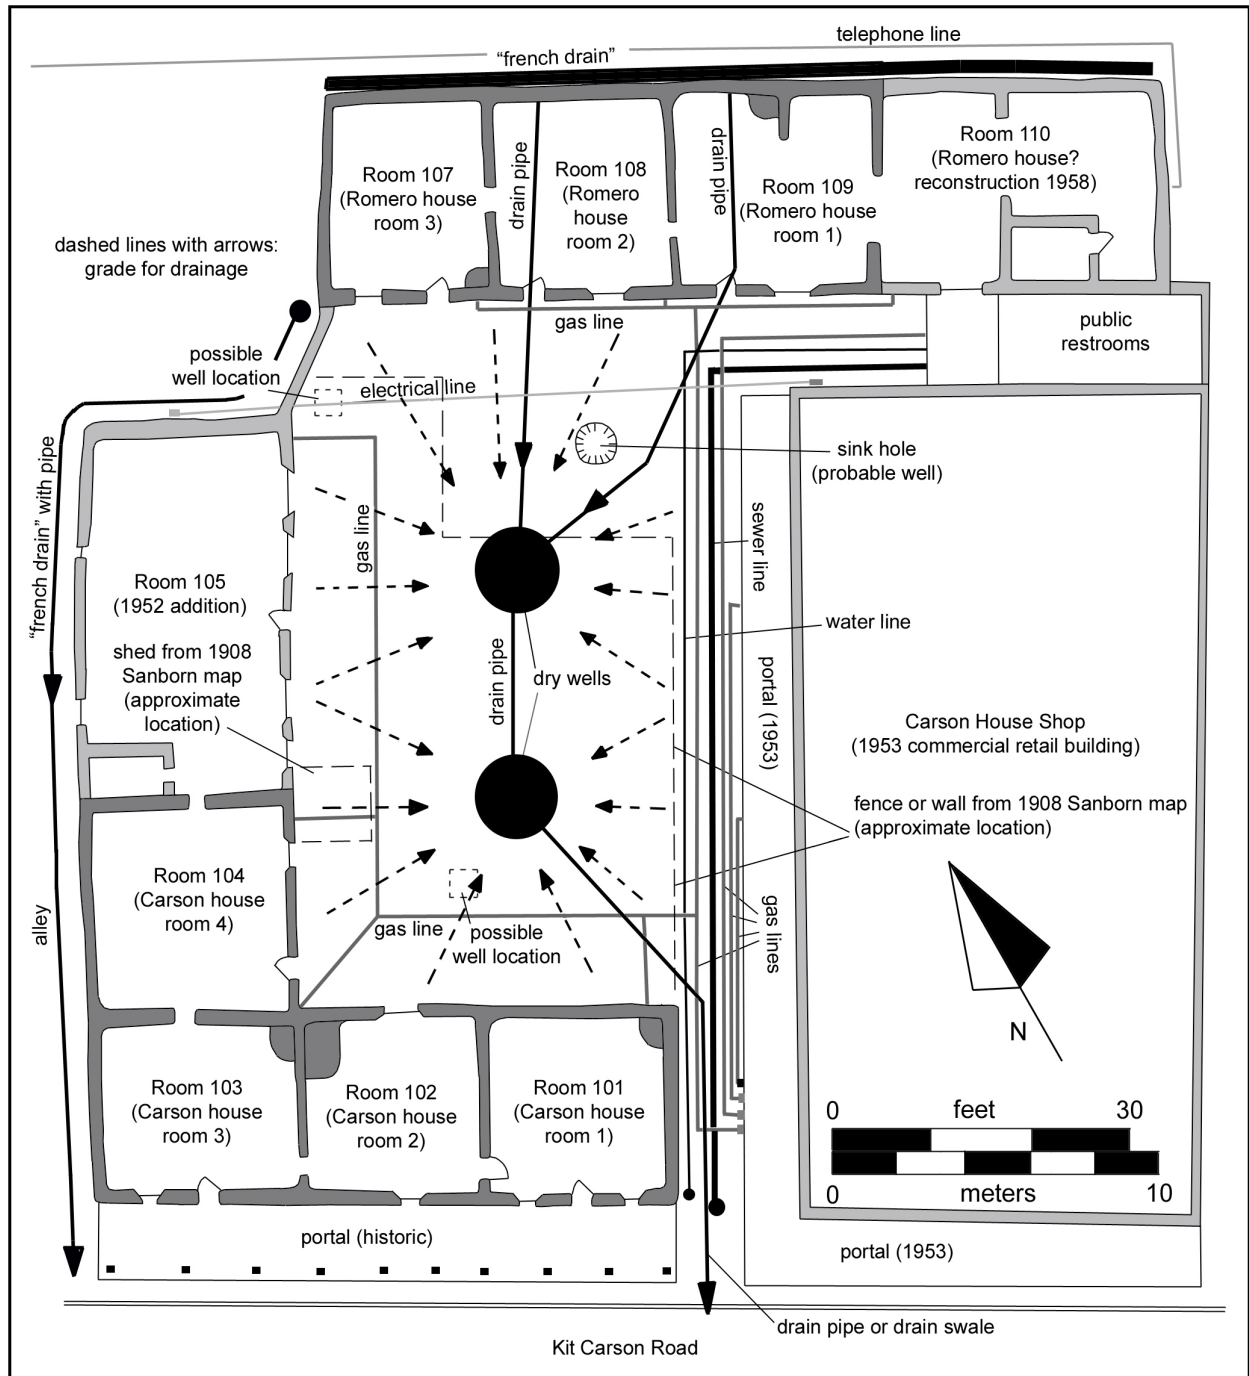 telephone line
“french drain”
Room 107
(Romero house
room 3)
drain pipe
Room 108
(Romero
house
room 2)
drain pipe
Room 109
(Romero house
room 1)
Room 110
(Romero house?
reconstruction 1958)
dashed lines with arrows:
grade for drainage
gas line
public
restrooms
possible
well location
electrical line
sink hole
(probable well)
“french drain” with pipe
gas line
sewer line
Room 105
(1952 addition)
water line
shed from 1908
Sanborn map
(approximate
location)
drain pipe
dry wells
portal (1953)
Carson House Shop
(1953 commercial retail building)
fence or wall from 1908 Sanborn map
(approximate location)
Room 104
(Carson house
room 4)
alley
gas line
possible
well location
gas lines
N
Room 103
(Carson house
room 3)
Room 102
(Carson house
room 2)
Room 101
(Carson house
room 1)
0 feet 30
0 meters 10
portal (historic)
portal (1953)
drain pipe or drain swale
Kit Carson Road